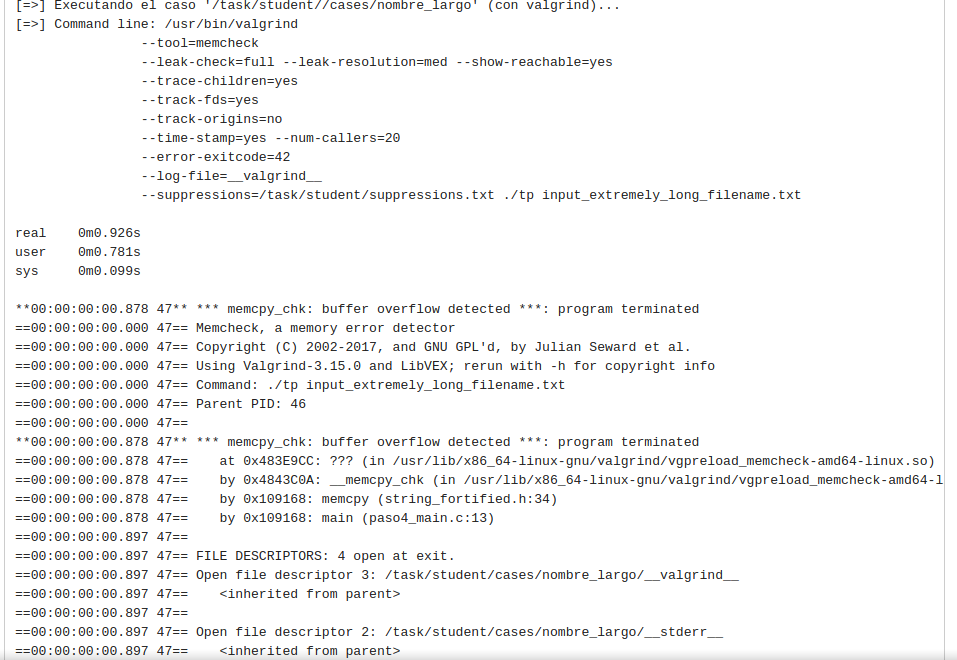 [=>] Executando el caso '/task/student//cases/nombre_largo' (con valgrind)...
[=>] Command line: /usr/bin/valgrind
--tool=memcheck
--leak-check=full --leak-resolution=med --show-reachable=yes
--trace-children=yes
--track-fds=yes
--track-origins=no
--time-stamp=yes --num-callers=20
--error-exitcode=42
--log-file=__valgrind__
--suppressions=/task/student/suppressions.txt ./tp input_extremely_long_filename.txt
real    0m0.926s
user    0m0.781s
sys     0m0.099s
**00:00:00:00.878 47** *** memcpy_chk: buffer overflow detected ***: program terminated
==00:00:00:00.000 47== Memcheck, a memory error detector
==00:00:00:00.000 47== Copyright (C) 2002-2017, and GNU GPL'd, by Julian Seward et al.
==00:00:00:00.000 47== Using Valgrind-3.15.0 and LibVEX; rerun with -h for copyright info
==00:00:00:00.000 47== Command: ./tp input_extremely_long_filename.txt
==00:00:00:00.000 47== Parent PID: 46
==00:00:00:00.000 47==
**00:00:00:00.878 47** *** memcpy_chk: buffer overflow detected ***: program terminated
==00:00:00:00.878 47==    at 0x483E9CC: ??? (in /usr/lib/x86_64-linux-gnu/valgrind/vgpreload_memcheck-amd64-linux.so)
==00:00:00:00.878 47==    by 0x4843C0A: __memcpy_chk (in /usr/lib/x86_64-linux-gnu/valgrind/vgpreload_memcheck-amd64-l
==00:00:00:00.878 47==    by 0x109168: memcpy (string_fortified.h:34)
==00:00:00:00.878 47==    by 0x109168: main (paso4_main.c:13)
==00:00:00:00.897 47==
==00:00:00:00.897 47== FILE DESCRIPTORS: 4 open at exit.
==00:00:00:00.897 47== Open file descriptor 3: /task/student/cases/nombre_largo/__valgrind__
==00:00:00:00.897 47==    <inherited from parent>
==00:00:00:00.897 47==
==00:00:00:00.897 47== Open file descriptor 2: /task/student/cases/nombre_largo/__stderr__
==00:00:00:00.897 47==    <inherited from parent>